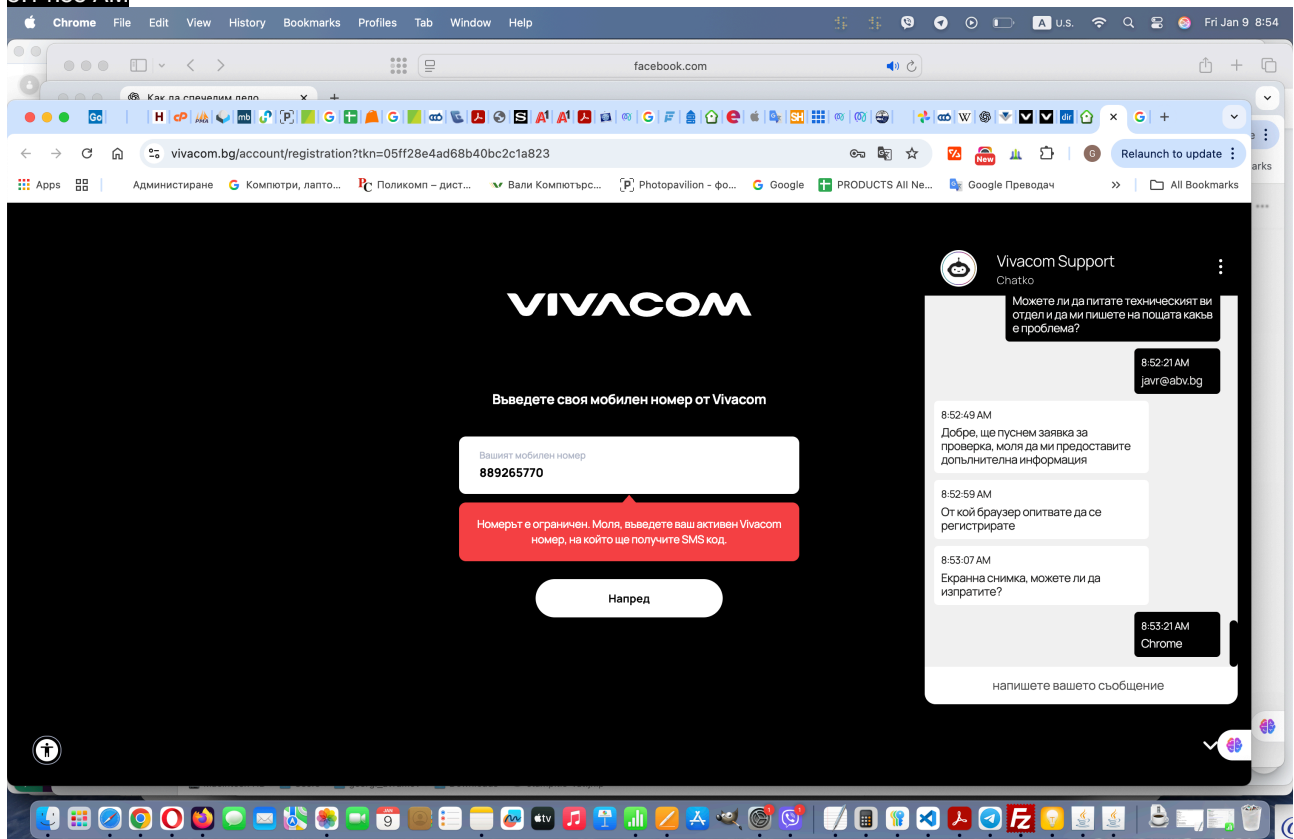 Chrome File Edit View History Bookmarks Profiles Tab Window Help
A U.S.
Fri Jan 9 8:54
facebook.com
Как да спечелим дело
vivacom.bg/account/registration?tkn=05ff28e4ad68b40bc2c1a823
New
G
Relaunch to update
Apps
Администриране
Компютри, лапто...
Поликомп – дист...
Вали Компютърс...
Photopavilion - фо...
Google
PRODUCTS All Ne...
Google Преводач
All Bookmarks
VIVACOM
Въведете своя мобилен номер от Vivacom
Вашият мобилен номер
889265770
Номерът е ограничен. Моля, въведете ваш активен Vivacom
номер, на който ще получите SMS код.
Напред
Vivacom Support
Chatko
Можете ли да питате техническият ви
отдел и да ми пишете на пощата какъв
е проблема?
8:52:21 AM
javr@abv.bg
8:52:49 AM
Добре, ще пуснем заявка за
проверка, моля да ми предоставите
допълнителна информация
8:52:59 AM
От кой браузер опитвате да се
регистрирате
8:53:07 AM
Екранна снимка, можете ли да
изпратите?
8:53:21 AM
Chrome
напишете вашето съобщение